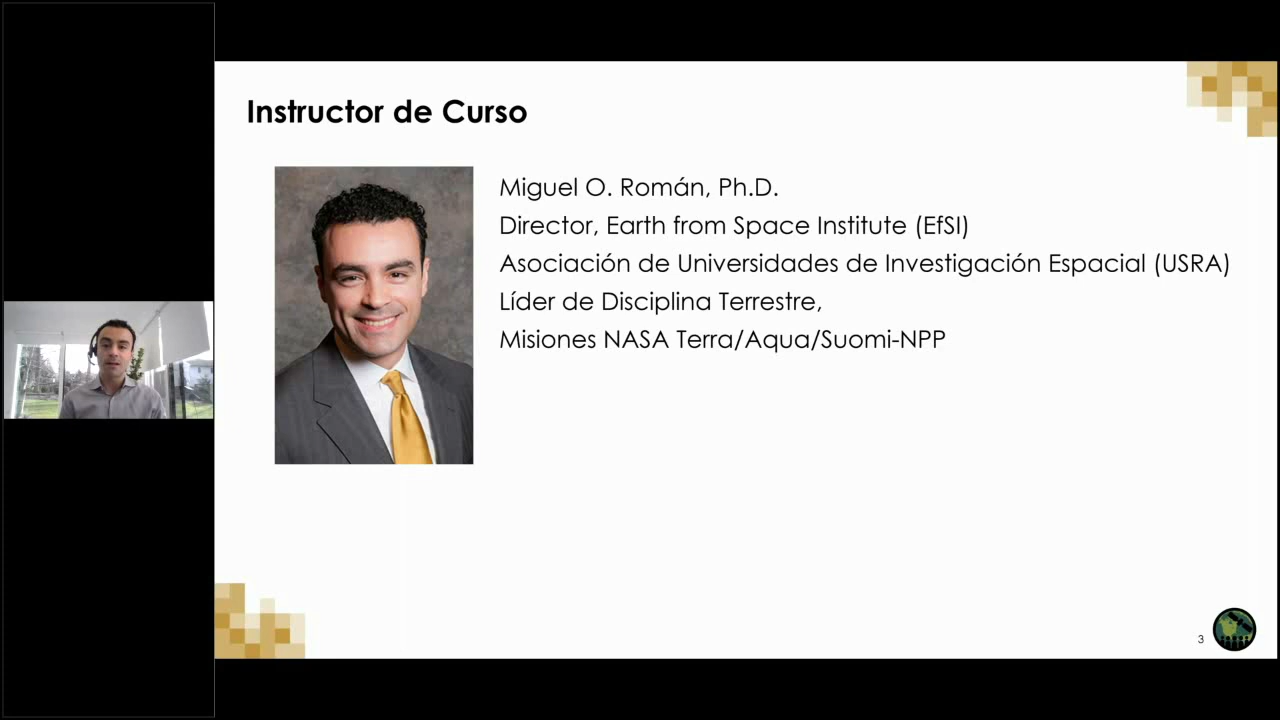 Instructor de Curso
Miguel O. Román, Ph.D.
Director, Earth from Space Institute (EfSI)
Asociación de Universidades de Investigación Espacial (USRA)
Líder de Disciplina Terrestre,
Misiones NASA Terra/Aqua/Suomi-NPP
3